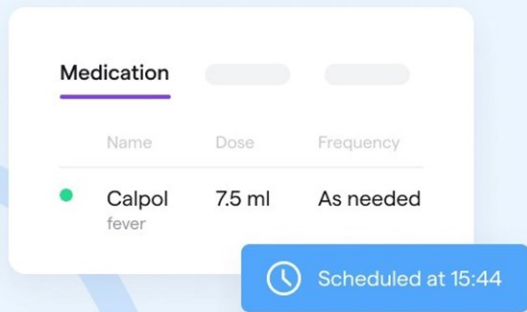 Medication
Name Dose Frequency
Calpol 7.5 ml As needed
fever
Scheduled at 15:44